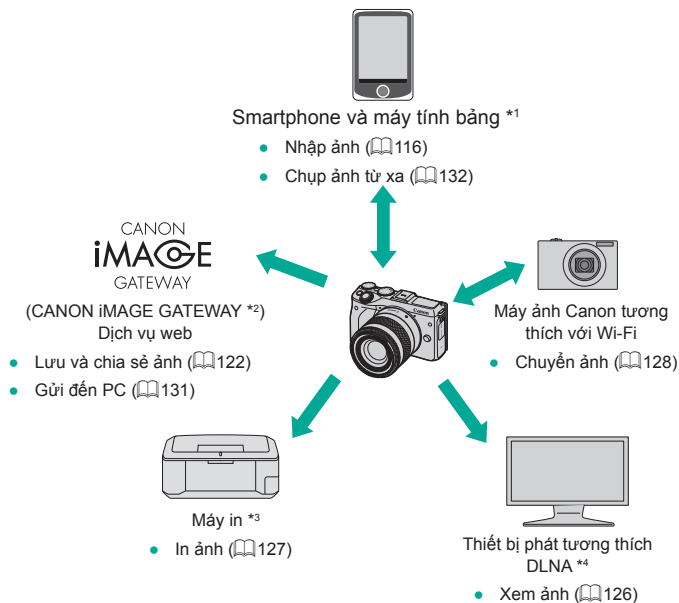 Smartphone và máy tính bảng *1
● Nhập ảnh (116)
● Chụp ảnh từ xa (132)
CANON
iMAGE
GATEWAY
(CANON iMAGE GATEWAY *2)
Dịch vụ web
● Lưu và chia sẻ ảnh (122)
● Gửi đến PC (131)
Canon
Máy ảnh Canon tương
thích với Wi-Fi
● Chuyển ảnh (128)
Máy in *3
● In ảnh (127)
Thiết bị phát tương thích
DLNA *4
● Xem ảnh (126)